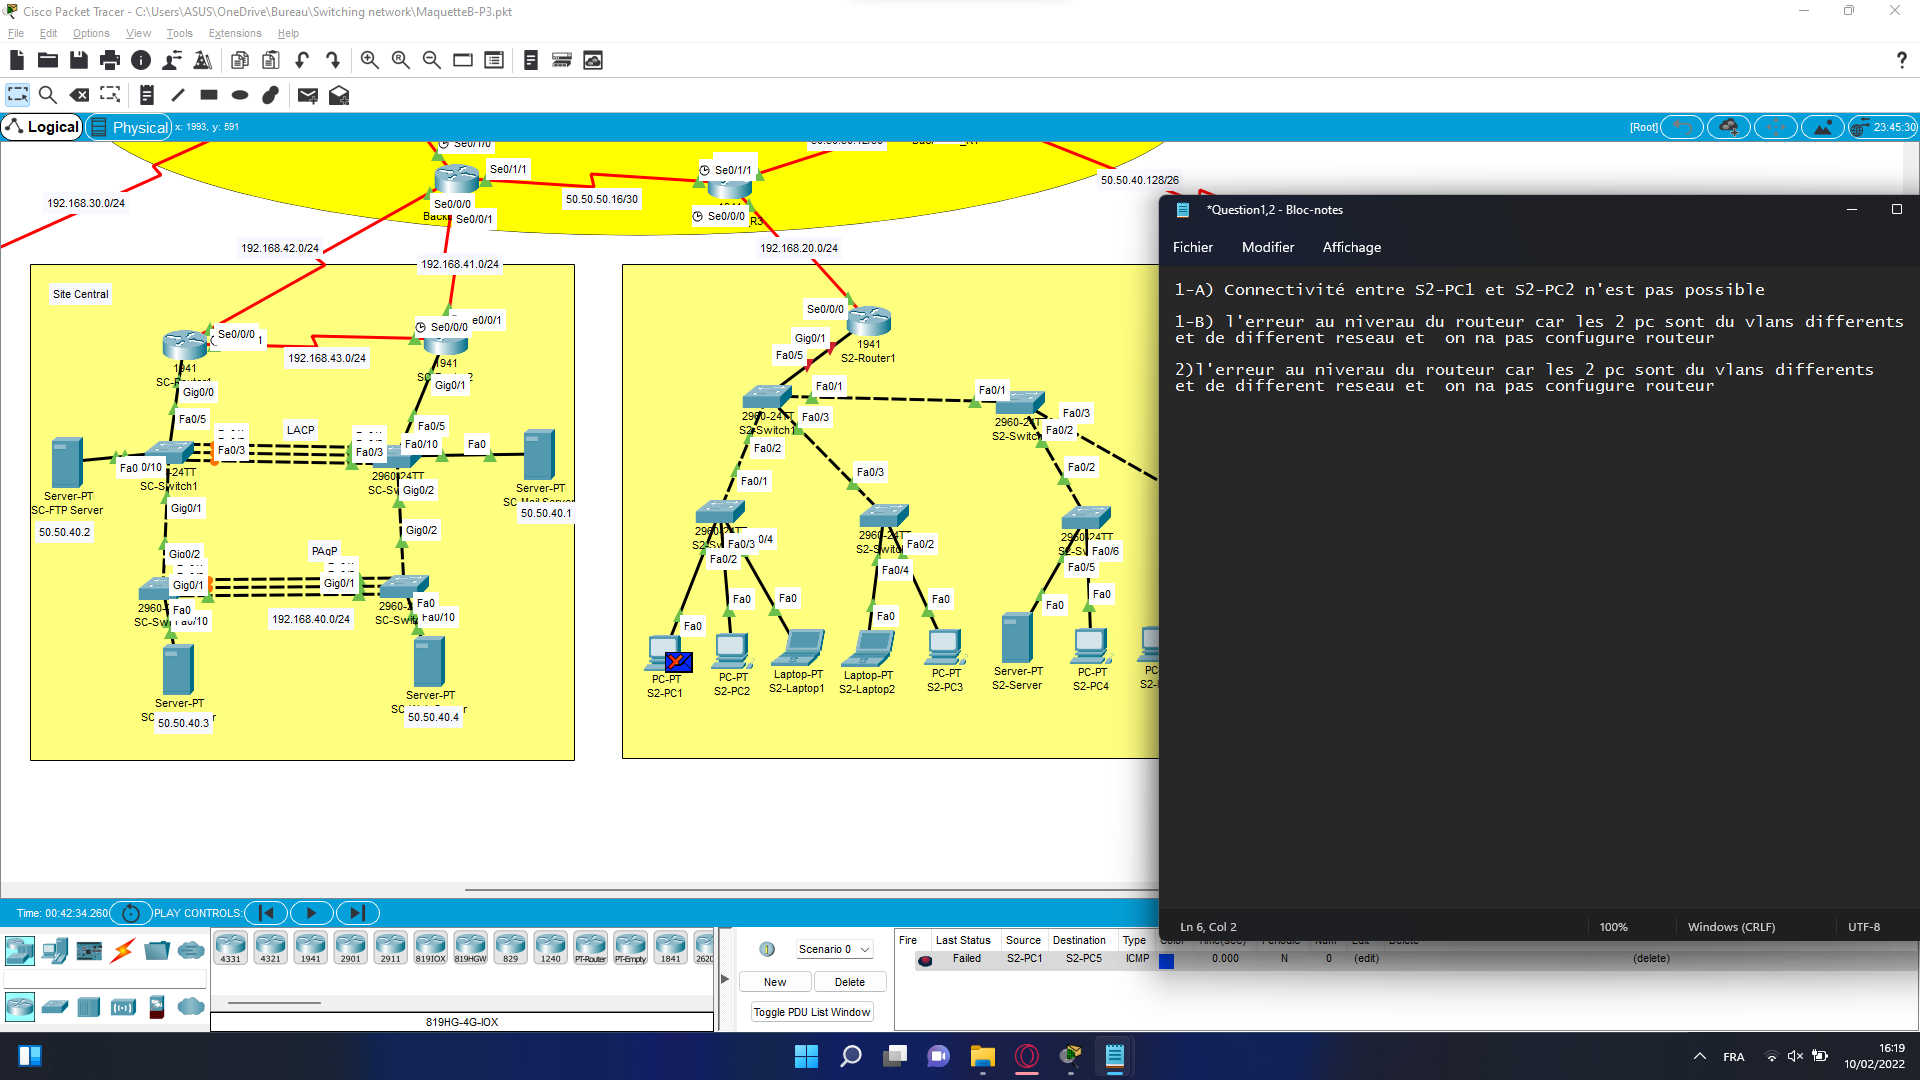 Cisco Packet Tracer - C:\Users\ASUS\OneDrive\Bureau\Switching network\MaquetteB-P3.pkt
File Edit Options View Tools Extensions Help
Logical
Physical
x: 1993, y: 591
[Root]
23:45:30
Se0/1/1
Se0/1/1
50.50.40.128/26
192.168.30.0/24
50.50.50.16/30
Se0/0/0
Se0/0/1
Se0/0/0
R3
192.168.42.0/24
192.168.20.0/24
192.168.41.0/24
Site Central
Se0/0/0
1941
S2-Router1
Gig0/1
Fa0/5
Se0/0/0
Se0/0/0
192.168.43.0/24
1941
1941
Gig0/0
Gig0/1
Fa0/5
LACP
Fa0/5
Fa0/10
Fa0
Fa0/3
Fa0/3
Fa0
0/10
-24TT
SC-Switch1
Server-PT
SC-FTP Server
50.50.40.2
Server-PT
SC-Mail Server
50.50.40.1
Gig0/2
Gig0/1
Gig0/2
Gig0/2
PAgP
Gig0/1
Gig0/1
Fa0
Fa0/10
192.168.40.0/24
Fa0
Fa0/10
Server-PT
50.50.40.3
Server-PT
50.50.40.4
Fa0/1
Fa0/1
Fa0/3
2960-24TT
S2-Switch1
Fa0/3
Fa0/2
Fa0/2
Fa0/3
Fa0/2
Fa0/1
Fa0/3
0/4
Fa0/2
Fa0/2
Fa0/4
Fa0/6
Fa0/5
Fa0
Fa0
Fa0
Fa0
Fa0
Fa0
Fa0
PC-PT
S2-PC1
PC-PT
S2-PC2
Laptop-PT
S2-Laptop1
Laptop-PT
S2-Laptop2
PC-PT
S2-PC3
Server-PT
S2-Server
PC-PT
S2-PC4
*Question1,2 - Bloc-notes
Fichier Modifier Affichage
1-A) Connectivité entre S2-PC1 et S2-PC2 n'est pas possible
1-B) l'erreur au niverau du routeur car les 2 pc sont du vlans differents
et de different reseau et  on na pas confugure routeur
2)l'erreur au niverau du routeur car les 2 pc sont du vlans differents
et de different reseau et  on na pas confugure routeur
Ln 6, Col 2
100%
Windows (CRLF)
UTF-8
Time: 00:42:34.260
PLAY CONTROLS:
4331 4321 1941 2901 2911 819IOX 819HGW 829 1240 PT-Router PT-Empty 1841 2620
819HG-4G-IOX
Scenario 0
New
Delete
Toggle PDU List Window
Fire Last Status Source Destination Type Color Time(sec) Periodic Num Edit Delete
Failed S2-PC1 S2-PC5 ICMP 0.000 N 0 (edit) (delete)
FRA
16:19
10/02/2022